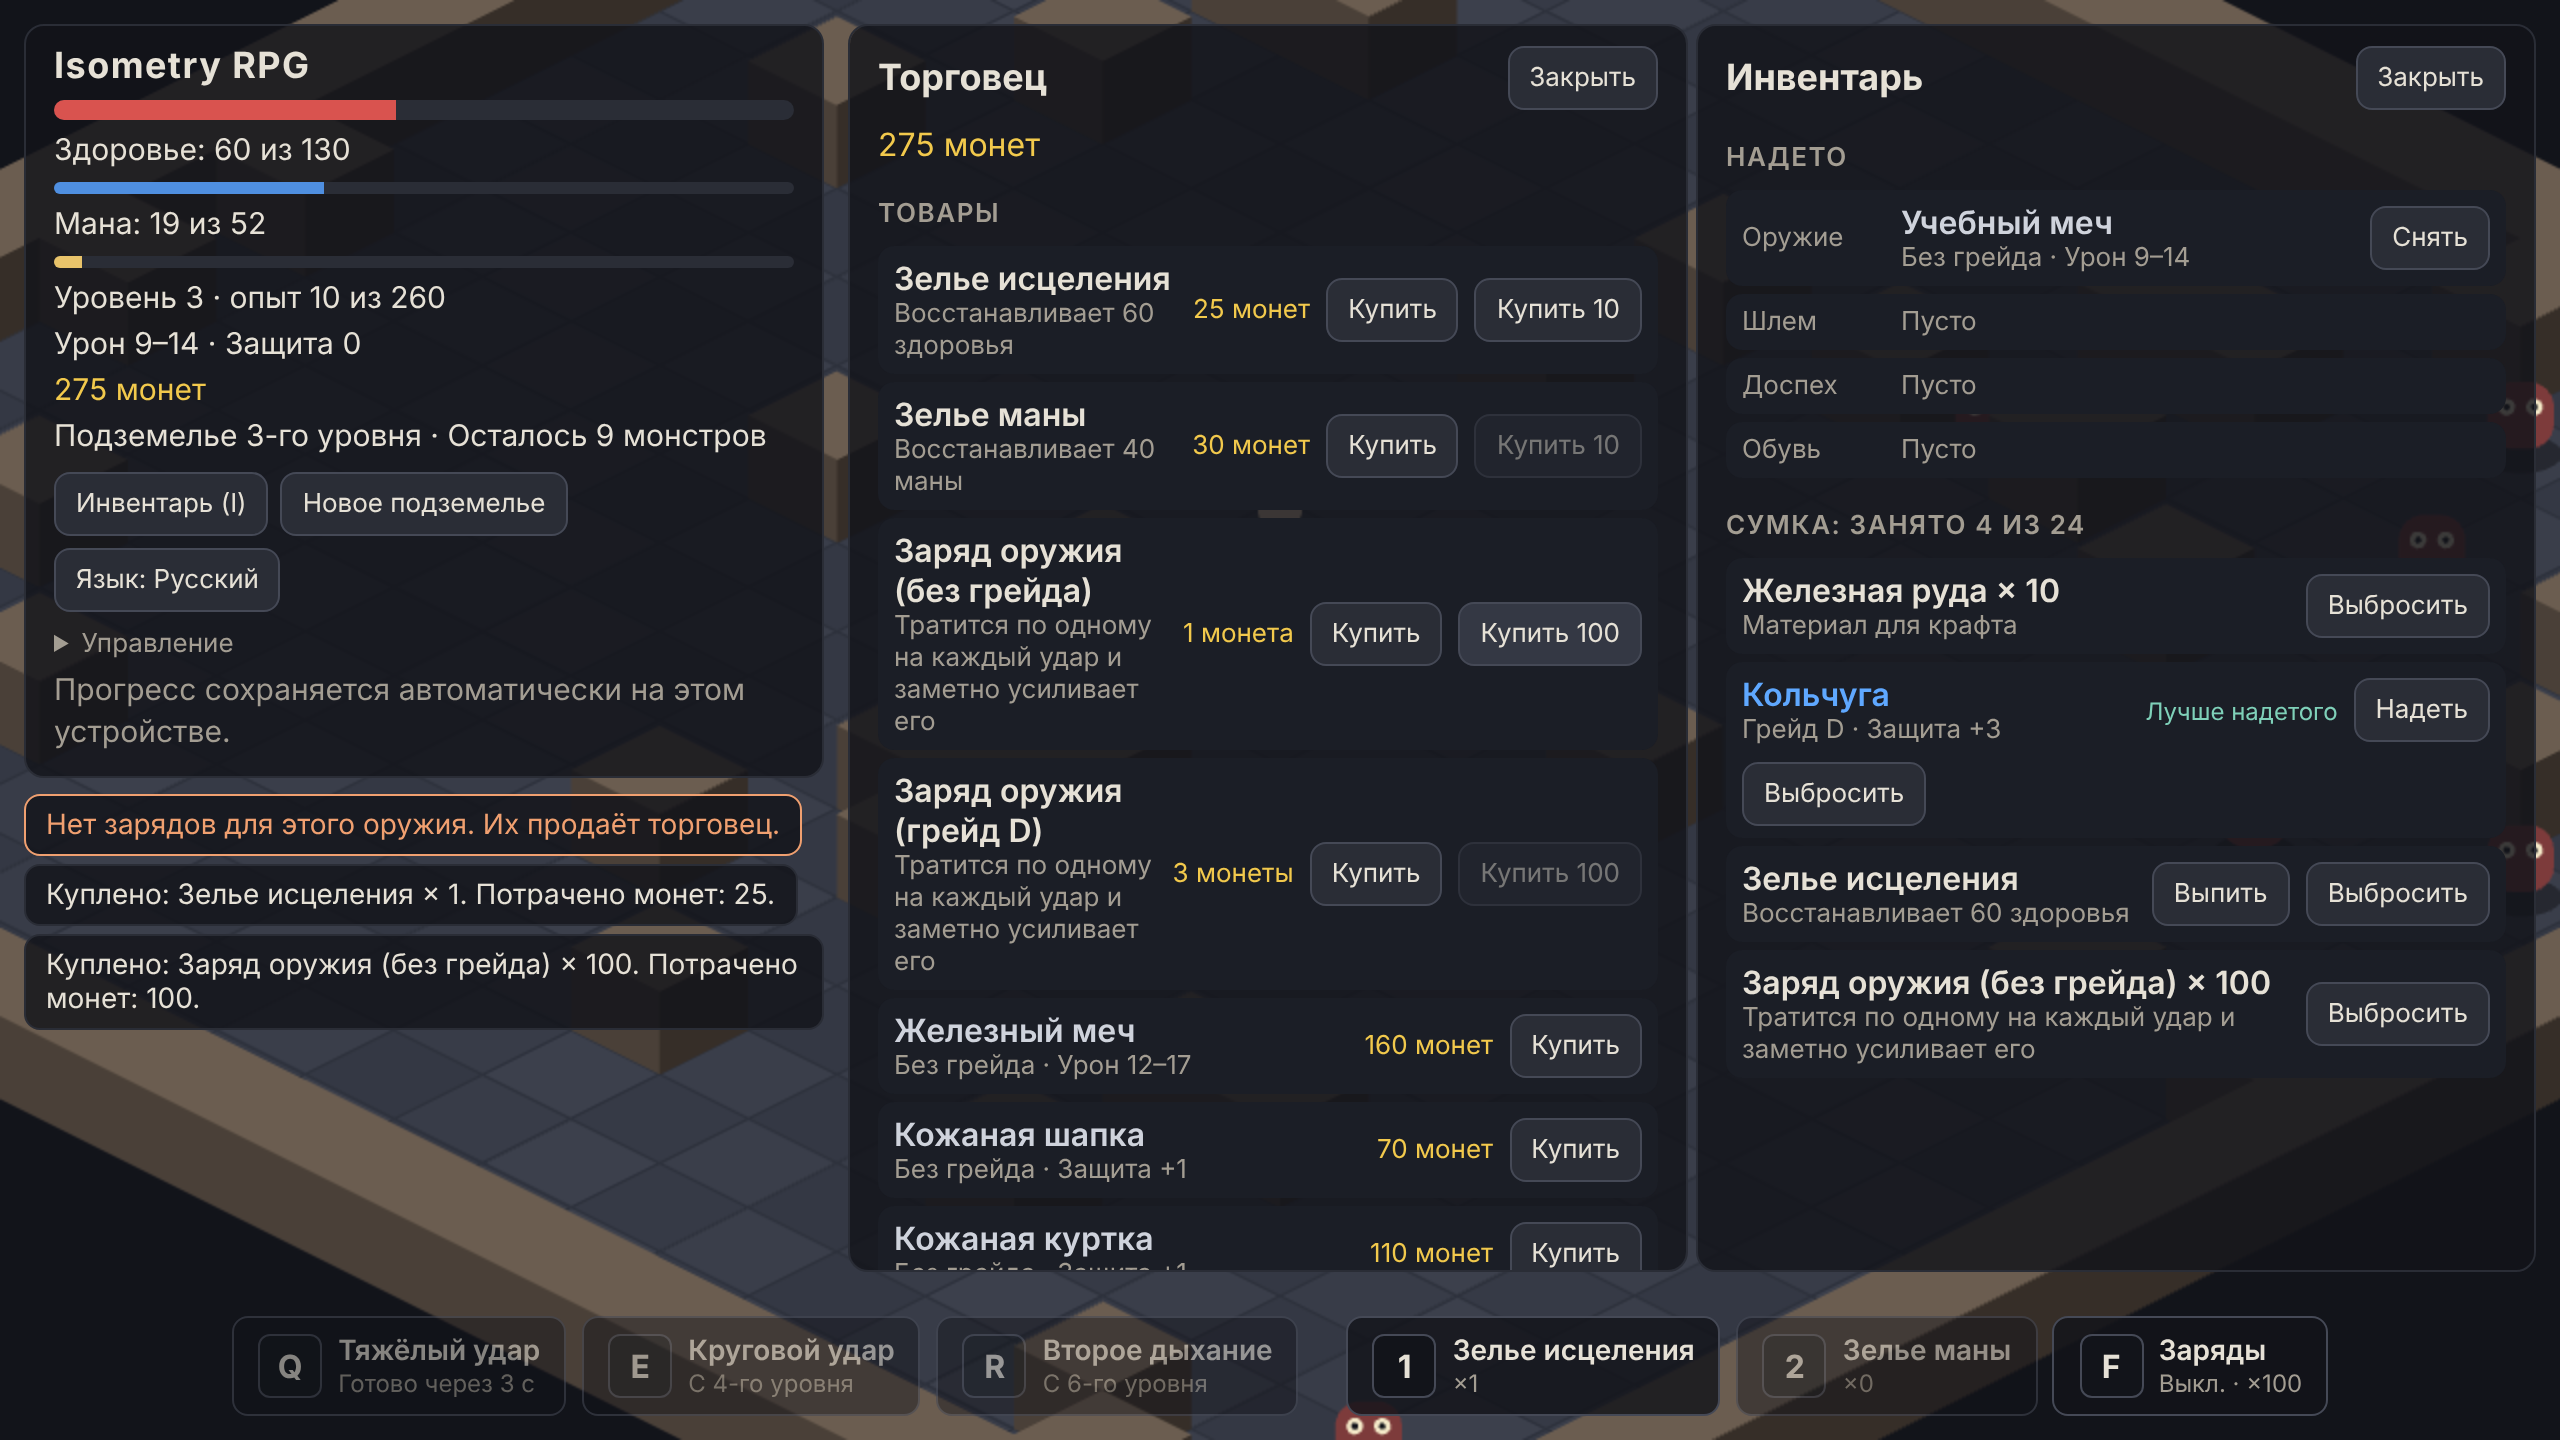 Isometry RPG
Здоровье: 60 из 130
Мана: 19 из 52
Уровень 3 · опыт 10 из 260
Урон 9–14 · Защита 0
275 монет
Подземелье 3-го уровня · Осталось 9 монстров
Инвентарь (I)
Новое подземелье
Язык: Русский
Управление
Прогресс сохраняется автоматически на этом
устройстве.
Нет зарядов для этого оружия. Их продаёт торговец.
Куплено: Зелье исцеления × 1. Потрачено монет: 25.
Куплено: Заряд оружия (без грейда) × 100. Потрачено
монет: 100.
Торговец
Закрыть
275 монет
ТОВАРЫ
Зелье исцеления
Восстанавливает 60
здоровья
25 монет
Купить
Купить 10
Зелье маны
Восстанавливает 40
маны
30 монет
Купить
Купить 10
Заряд оружия
(без грейда)
Тратится по одному
на каждый удар и
заметно усиливает
его
1 монета
Купить
Купить 100
Заряд оружия
(грейд D)
Тратится по одному
на каждый удар и
заметно усиливает
его
3 монеты
Купить
Купить 100
Железный меч
Без грейда · Урон 12–17
160 монет
Купить
Кожаная шапка
Без грейда · Защита +1
70 монет
Купить
Кожаная куртка
Без грейда · Защита +1
110 монет
Купить
Инвентарь
Закрыть
НАДЕТО
Оружие
Учебный меч
Без грейда · Урон 9–14
Снять
Шлем
Пусто
Доспех
Пусто
Обувь
Пусто
СУМКА: ЗАНЯТО 4 ИЗ 24
Железная руда × 10
Материал для крафта
Выбросить
Кольчуга
Грейд D · Защита +3
Лучше надетого
Надеть
Выбросить
Зелье исцеления
Восстанавливает 60 здоровья
Выпить
Выбросить
Заряд оружия (без грейда) × 100
Тратится по одному на каждый удар и
заметно усиливает его
Выбросить
Q
Тяжёлый удар
Готово через 3 с
E
Круговой удар
С 4-го уровня
R
Второе дыхание
С 6-го уровня
1
Зелье исцеления
×1
2
Зелье маны
×0
F
Заряды
Выкл. · ×100